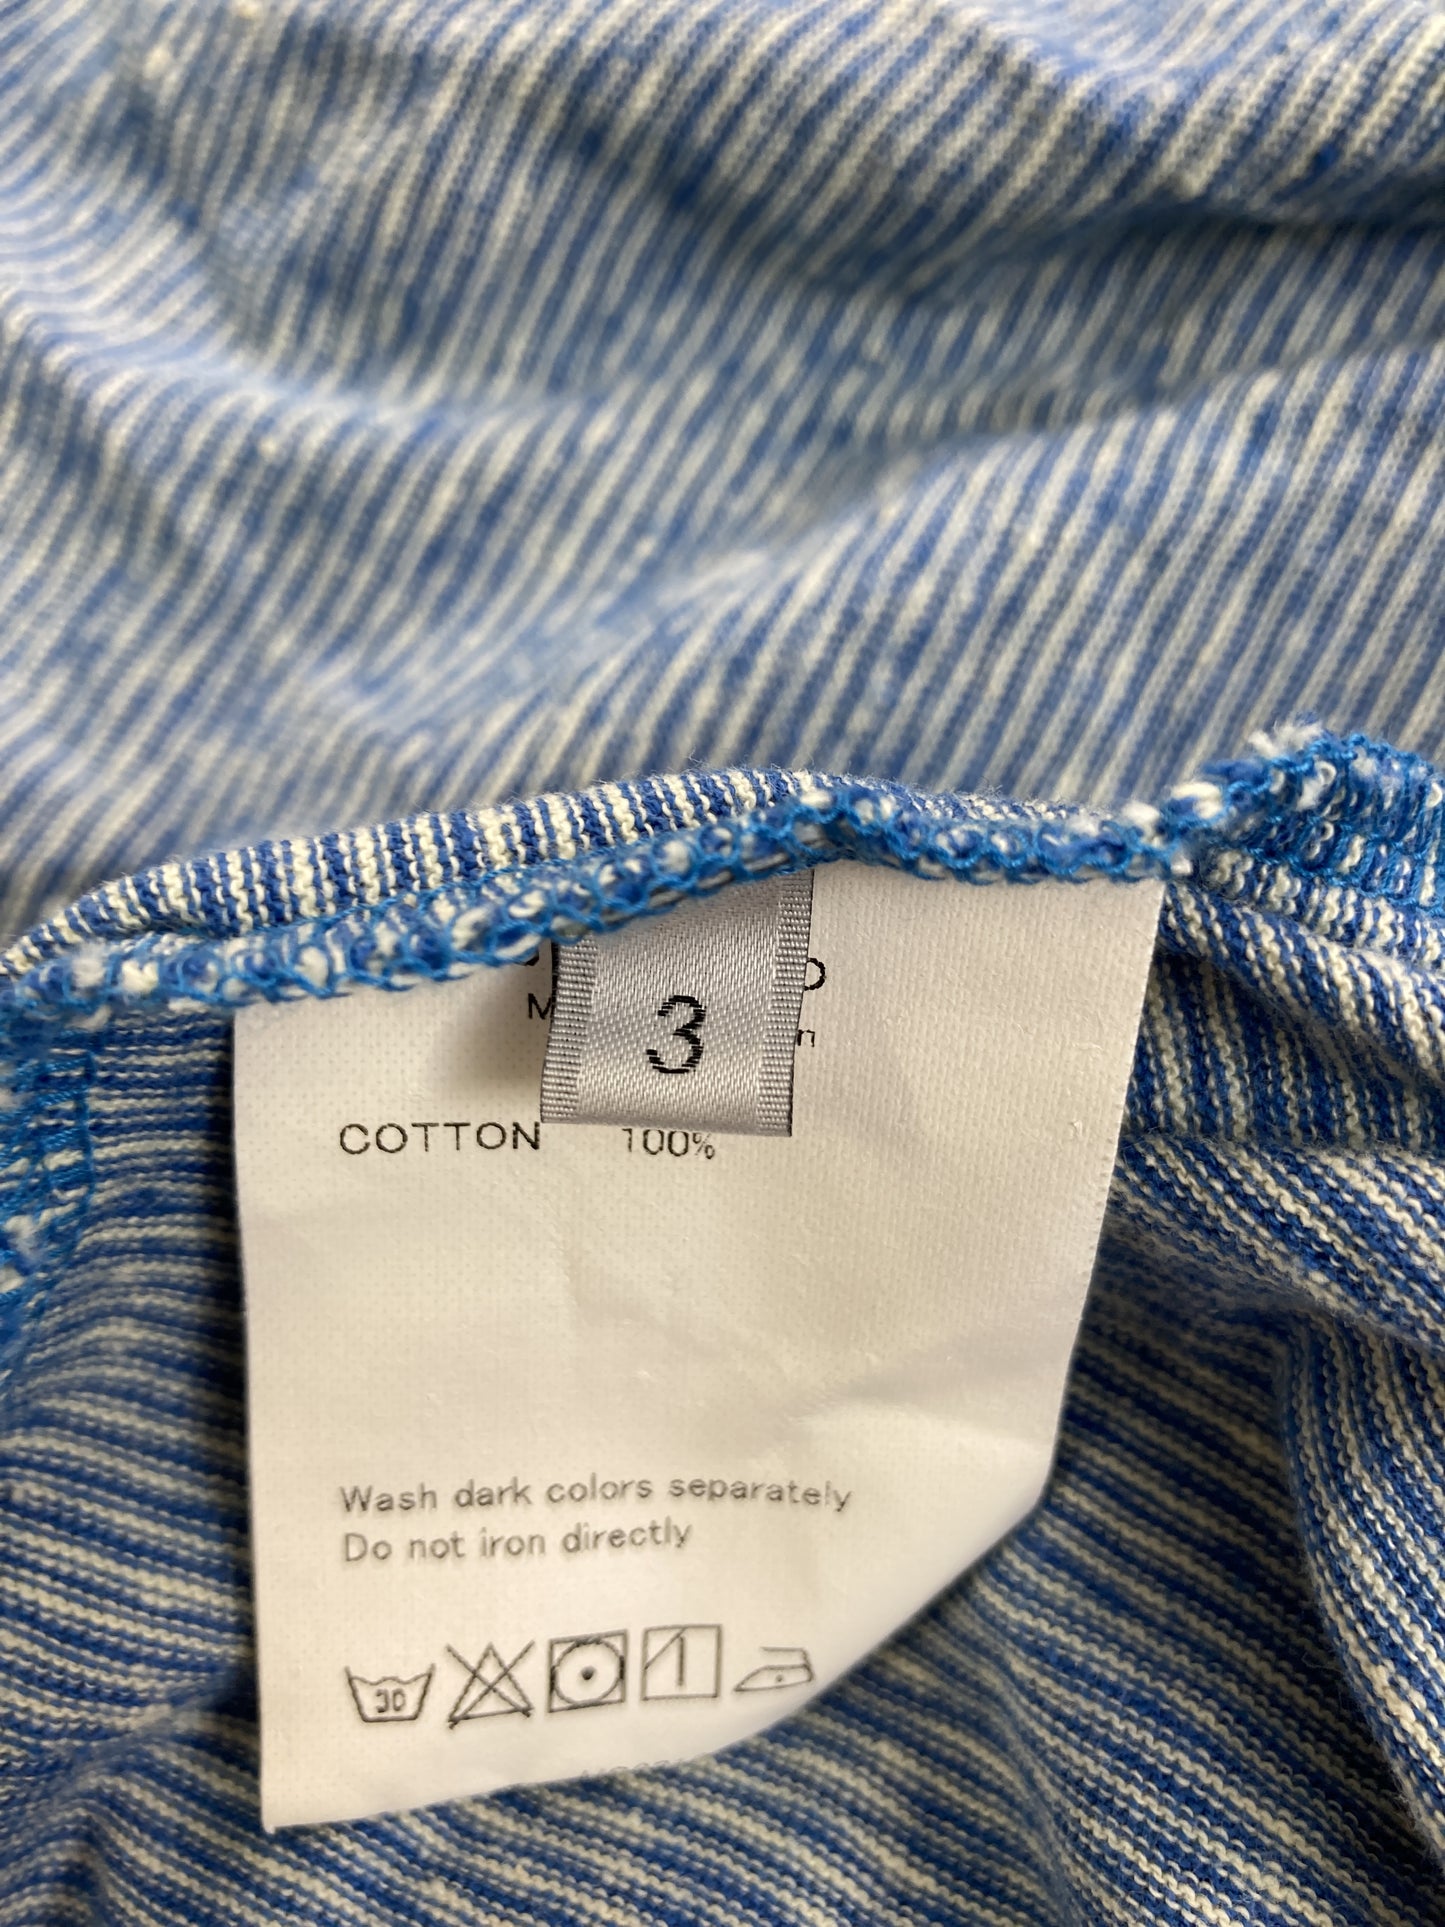 3
COTTON 100%
Wash dark colors separately
Do not iron directly
30